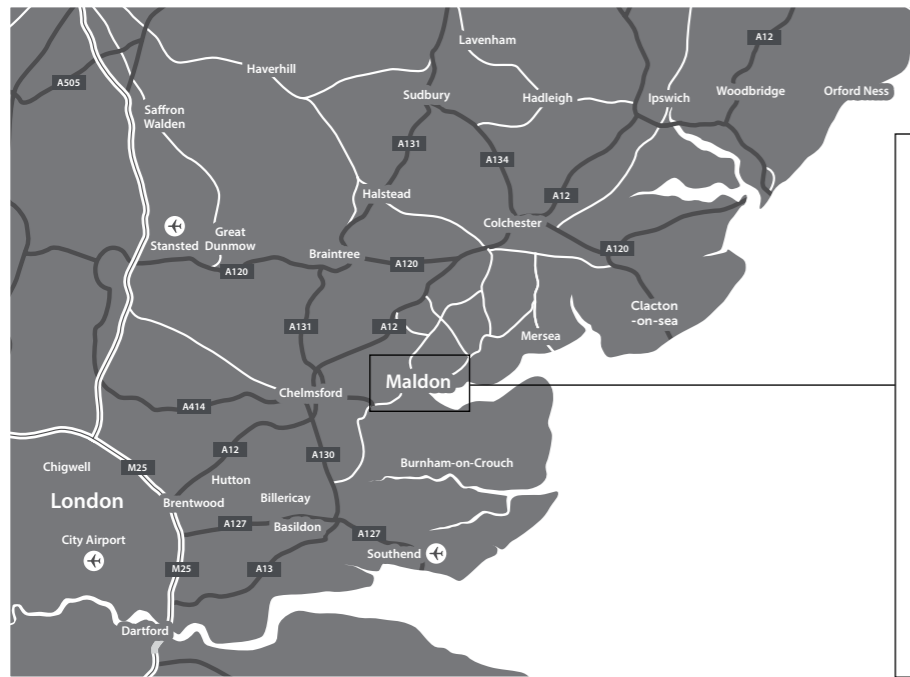 Lavenham
A12
Haverhill
A505
Sudbury
Hadleigh
Ipswich
Woodbridge
Orford Ness
Saffron
Walden
A131
A134
Halstead
A12
Stansted
Great
Dunmow
Colchester
Braintree
A120
A120
A120
Clacton
-on-sea
A131
A12
Mersea
Maldon
Chelmsford
A414
A12
A130
Burnham-on-Crouch
Chigwell
M25
Hutton
London
Brentwood
Billericay
A127
Basildon
A127
City Airport
Southend
M25
A13
Dartford